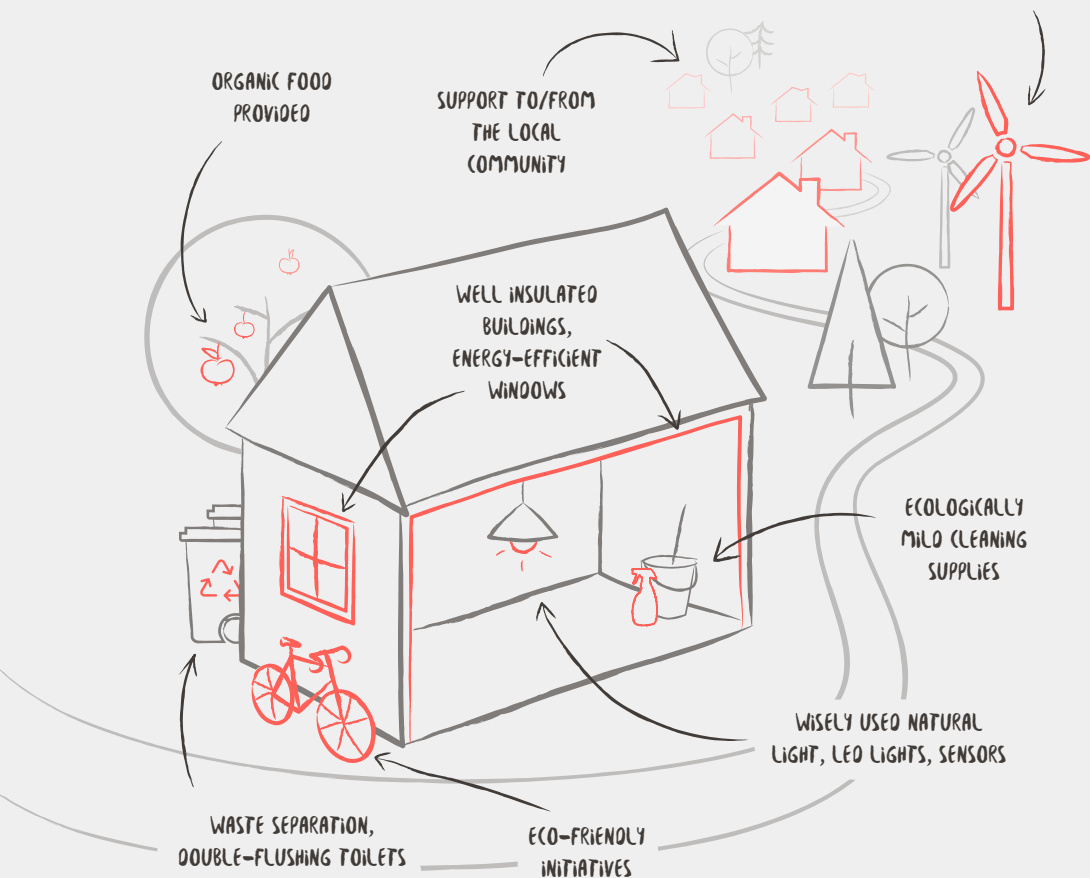 ORGANIC FOOD
PROVIDED
SUPPORT TO/FROM
THE LOCAL
COMMUNITY
WELL INSULATED
BUILDINGS,
ENERGY-EFFICIENT
WINDOWS
ECOLOGICALLY
MILD CLEANING
SUPPLIES
WISELY USED NATURAL
LIGHT, LED LIGHTS, SENSORS
WASTE SEPARATION,
DOUBLE-FLUSHING TOILETS
ECO-FRIENDLY
INITIATIVES